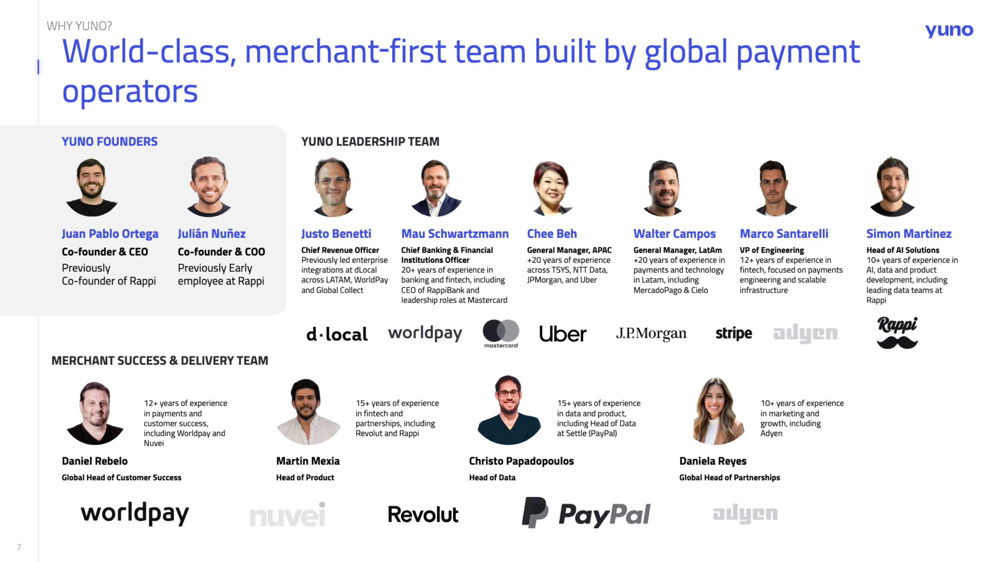 WHY YUNO?
yuno
World-class, merchant-first team built by global payment
operators
YUNO FOUNDERS
Juan Pablo Ortega
Co-founder & CEO
Previously
Co-founder of Rappi
Julián Nuñez
Co-founder & COO
Previously Early
employee at Rappi
YUNO LEADERSHIP TEAM
Justo Benetti
Chief Revenue Officer
Previously led enterprise
integrations at dLocal
across LATAM, WorldPay
and Global Collect
Mau Schwartzmann
Chief Banking & Financial
Institutions Officer
20+ years of experience in
banking and fintech, including
CEO of RappiBank and
leadership roles at Mastercard
Chee Beh
General Manager, APAC
+20 years of experience
across TSYS, NTT Data,
JPMorgan, and Uber
Walter Campos
General Manager, LatAm
+20 years of experience in
payments and technology
in Latam, including
MercadoPago & Cielo
Marco Santarelli
VP of Engineering
12+ years of experience in
fintech, focused on payments
engineering and scalable
infrastructure
Simon Martinez
Head of AI Solutions
10+ years of experience in
AI, data and product
development, including
leading data teams at
Rappi
d·local
worldpay
mastercard
Uber
J.P.Morgan
stripe
adyen
Rappi
MERCHANT SUCCESS & DELIVERY TEAM
12+ years of experience
in payments and
customer success,
including Worldpay and
Nuvei
Daniel Rebelo
Global Head of Customer Success
15+ years of experience
in fintech and
partnerships, including
Revolut and Rappi
Martin Mexia
Head of Product
15+ years of experience
in data and product,
including Head of Data
at Settle (PayPal)
Christo Papadopoulos
Head of Data
10+ years of experience
in marketing and
growth, including
Adyen
Daniela Reyes
Global Head of Partnerships
worldpay
nuvei
Revolut
PayPal
adyen
7